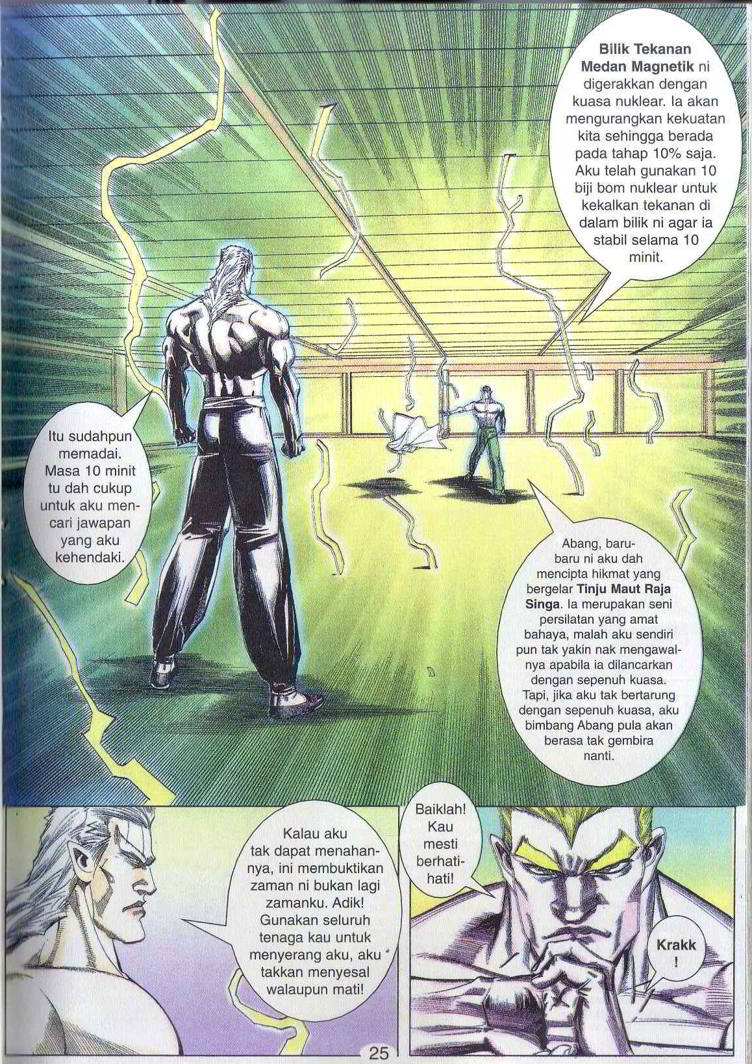 Bilik Tekanan
Medan Magnetik ni
digerakkan dengan
kuasa nuklear. Ia akan
mengurangkan kekuatan
kita sehingga berada
pada tahap 10% saja.
Aku telah gunakan 10
biji bom nuklear untuk
kekalkan tekanan di
dalam bilik ni agar ia
stabil selama 10
minit.
Itu sudahpun
memadai.
Masa 10 minit
tu dah cukup
untuk aku men-
cari jawapan
yang aku
kehendaki.
Abang, baru-
baru ni aku dah
mencipta hikmat yang
bergelar Tinju Maut Raja
Singa. Ia merupakan seni
persilatan yang amat
bahaya, malah aku sendiri
pun tak yakin nak mengawal-
nya apabila ia dilancarkan
dengan sepenuh kuasa.
Tapi, jika aku tak bertarung
dengan sepenuh kuasa, aku
bimbang Abang pula akan
berasa tak gembira
nanti.
Kalau aku
tak dapat menahan-
nya, ini membuktikan
zaman ni bukan lagi
zamanku. Adik!
Gunakan seluruh
tenaga kau untuk
menyerang aku, aku
takkan menyesal
walaupun mati!
Baiklah!
Kau
mesti
berhati-
hati!
Krakk
!
25